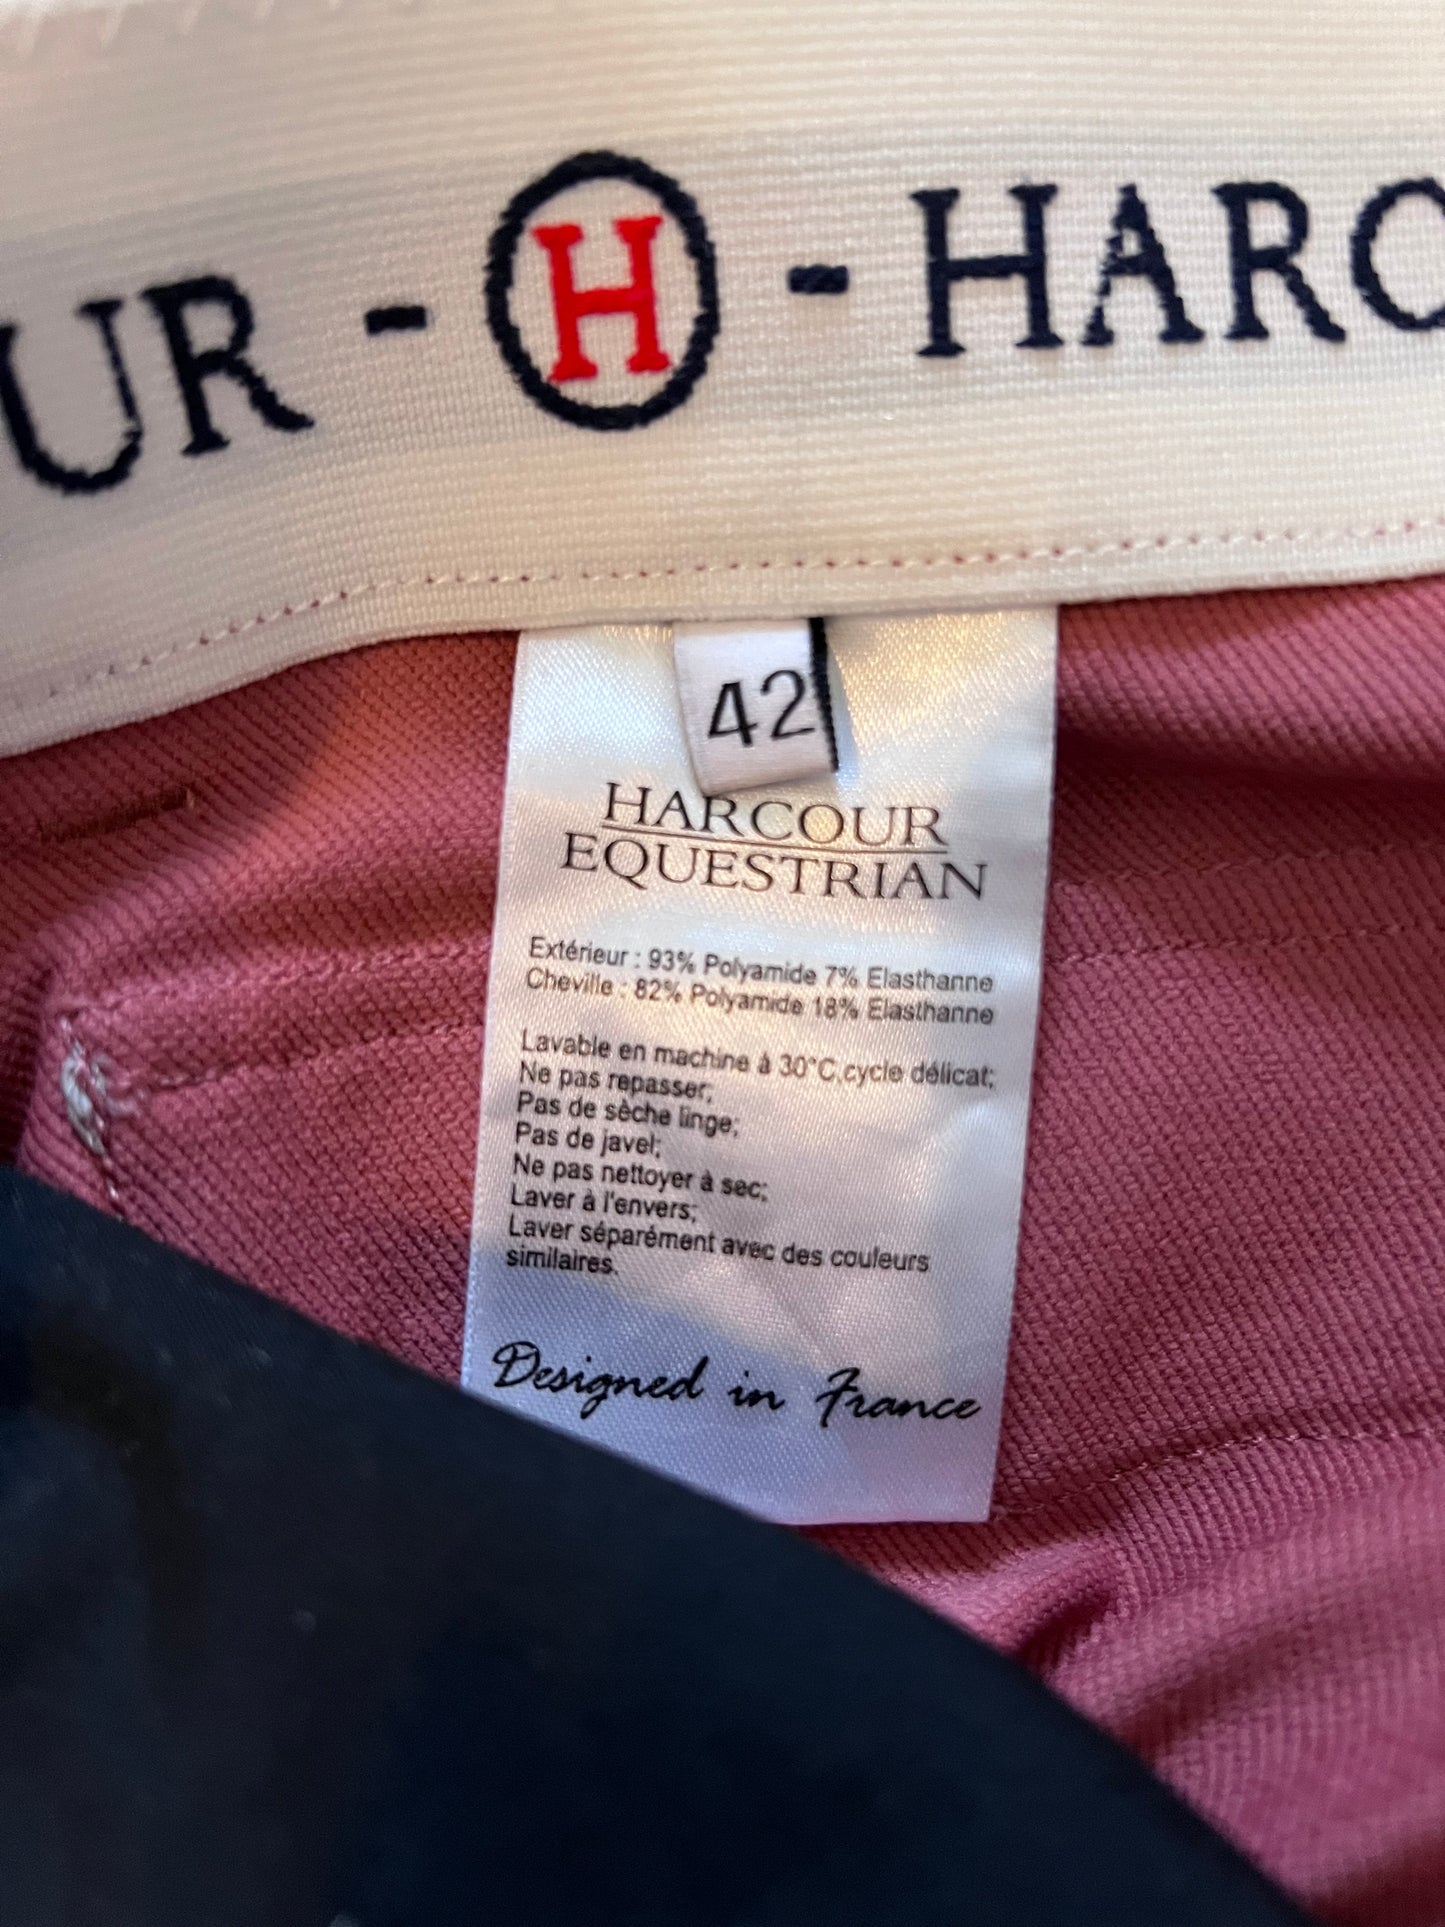 UR - H - HARC
42
HARCOUR
EQUESTRIAN
Extérieur : 93% Polyamide 7% Elasthanne
Cheville : 82% Polyamide 18% Elasthanne
Lavable en machine à 30°C,cycle délicat;
Ne pas repasser;
Pas de sèche linge;
Pas de javel;
Ne pas nettoyer à sec;
Laver à l'envers;
Laver séparément avec des couleurs
similaires.
Designed in France